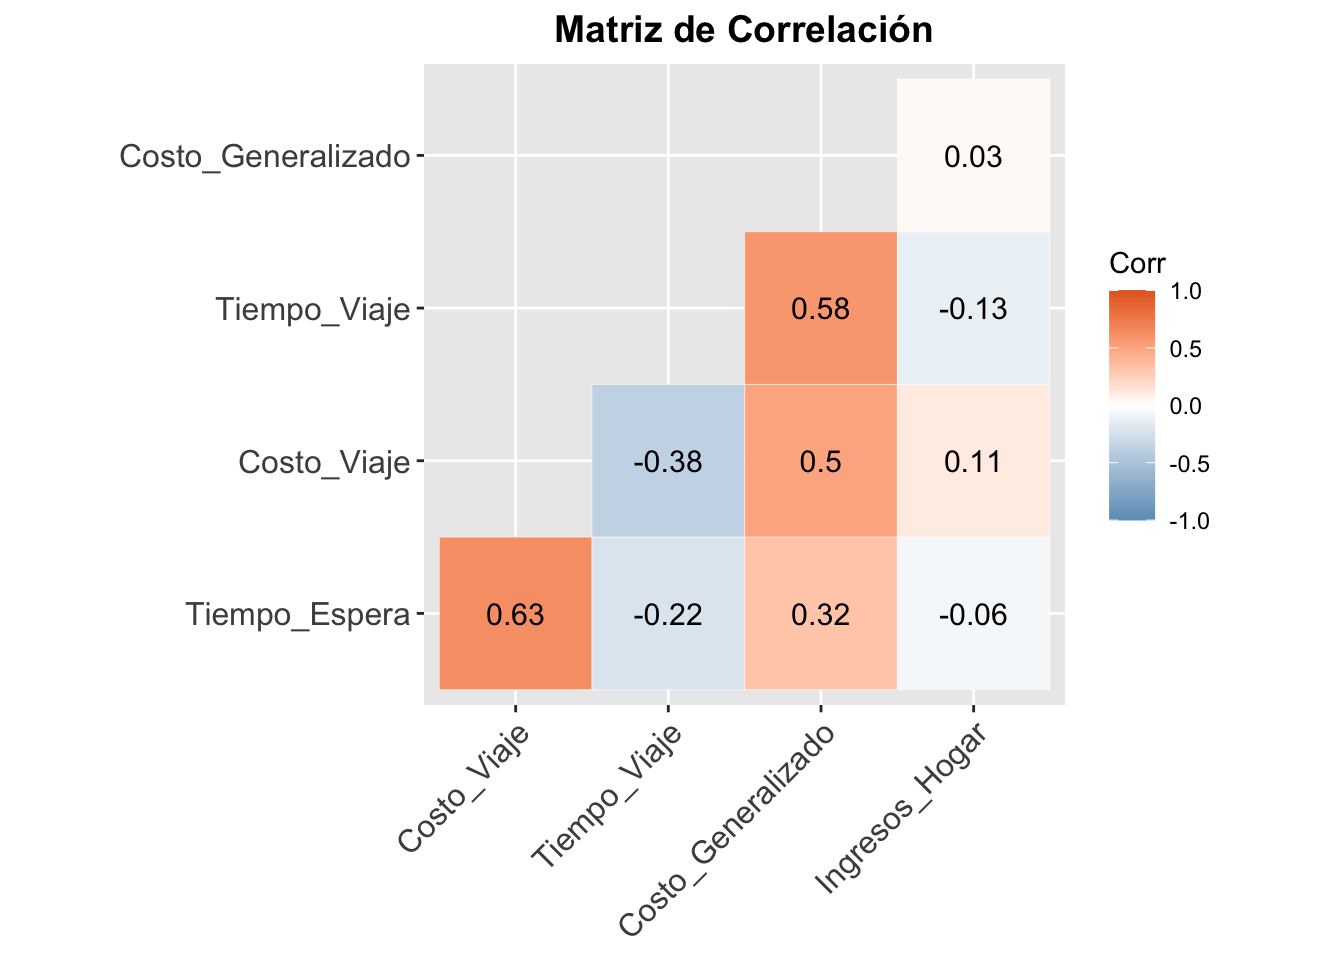 Matriz de Correlación
Costo_Generalizado
0.03
Tiempo_Viaje
0.58
-0.13
Costo_Viaje
-0.38
0.5
0.11
Tiempo_Espera
0.63
-0.22
0.32
-0.06
Costo_Viaje
Tiempo_Viaje
Costo_Generalizado
Ingresos_Hogar
Corr
1.0
0.5
0.0
-0.5
-1.0